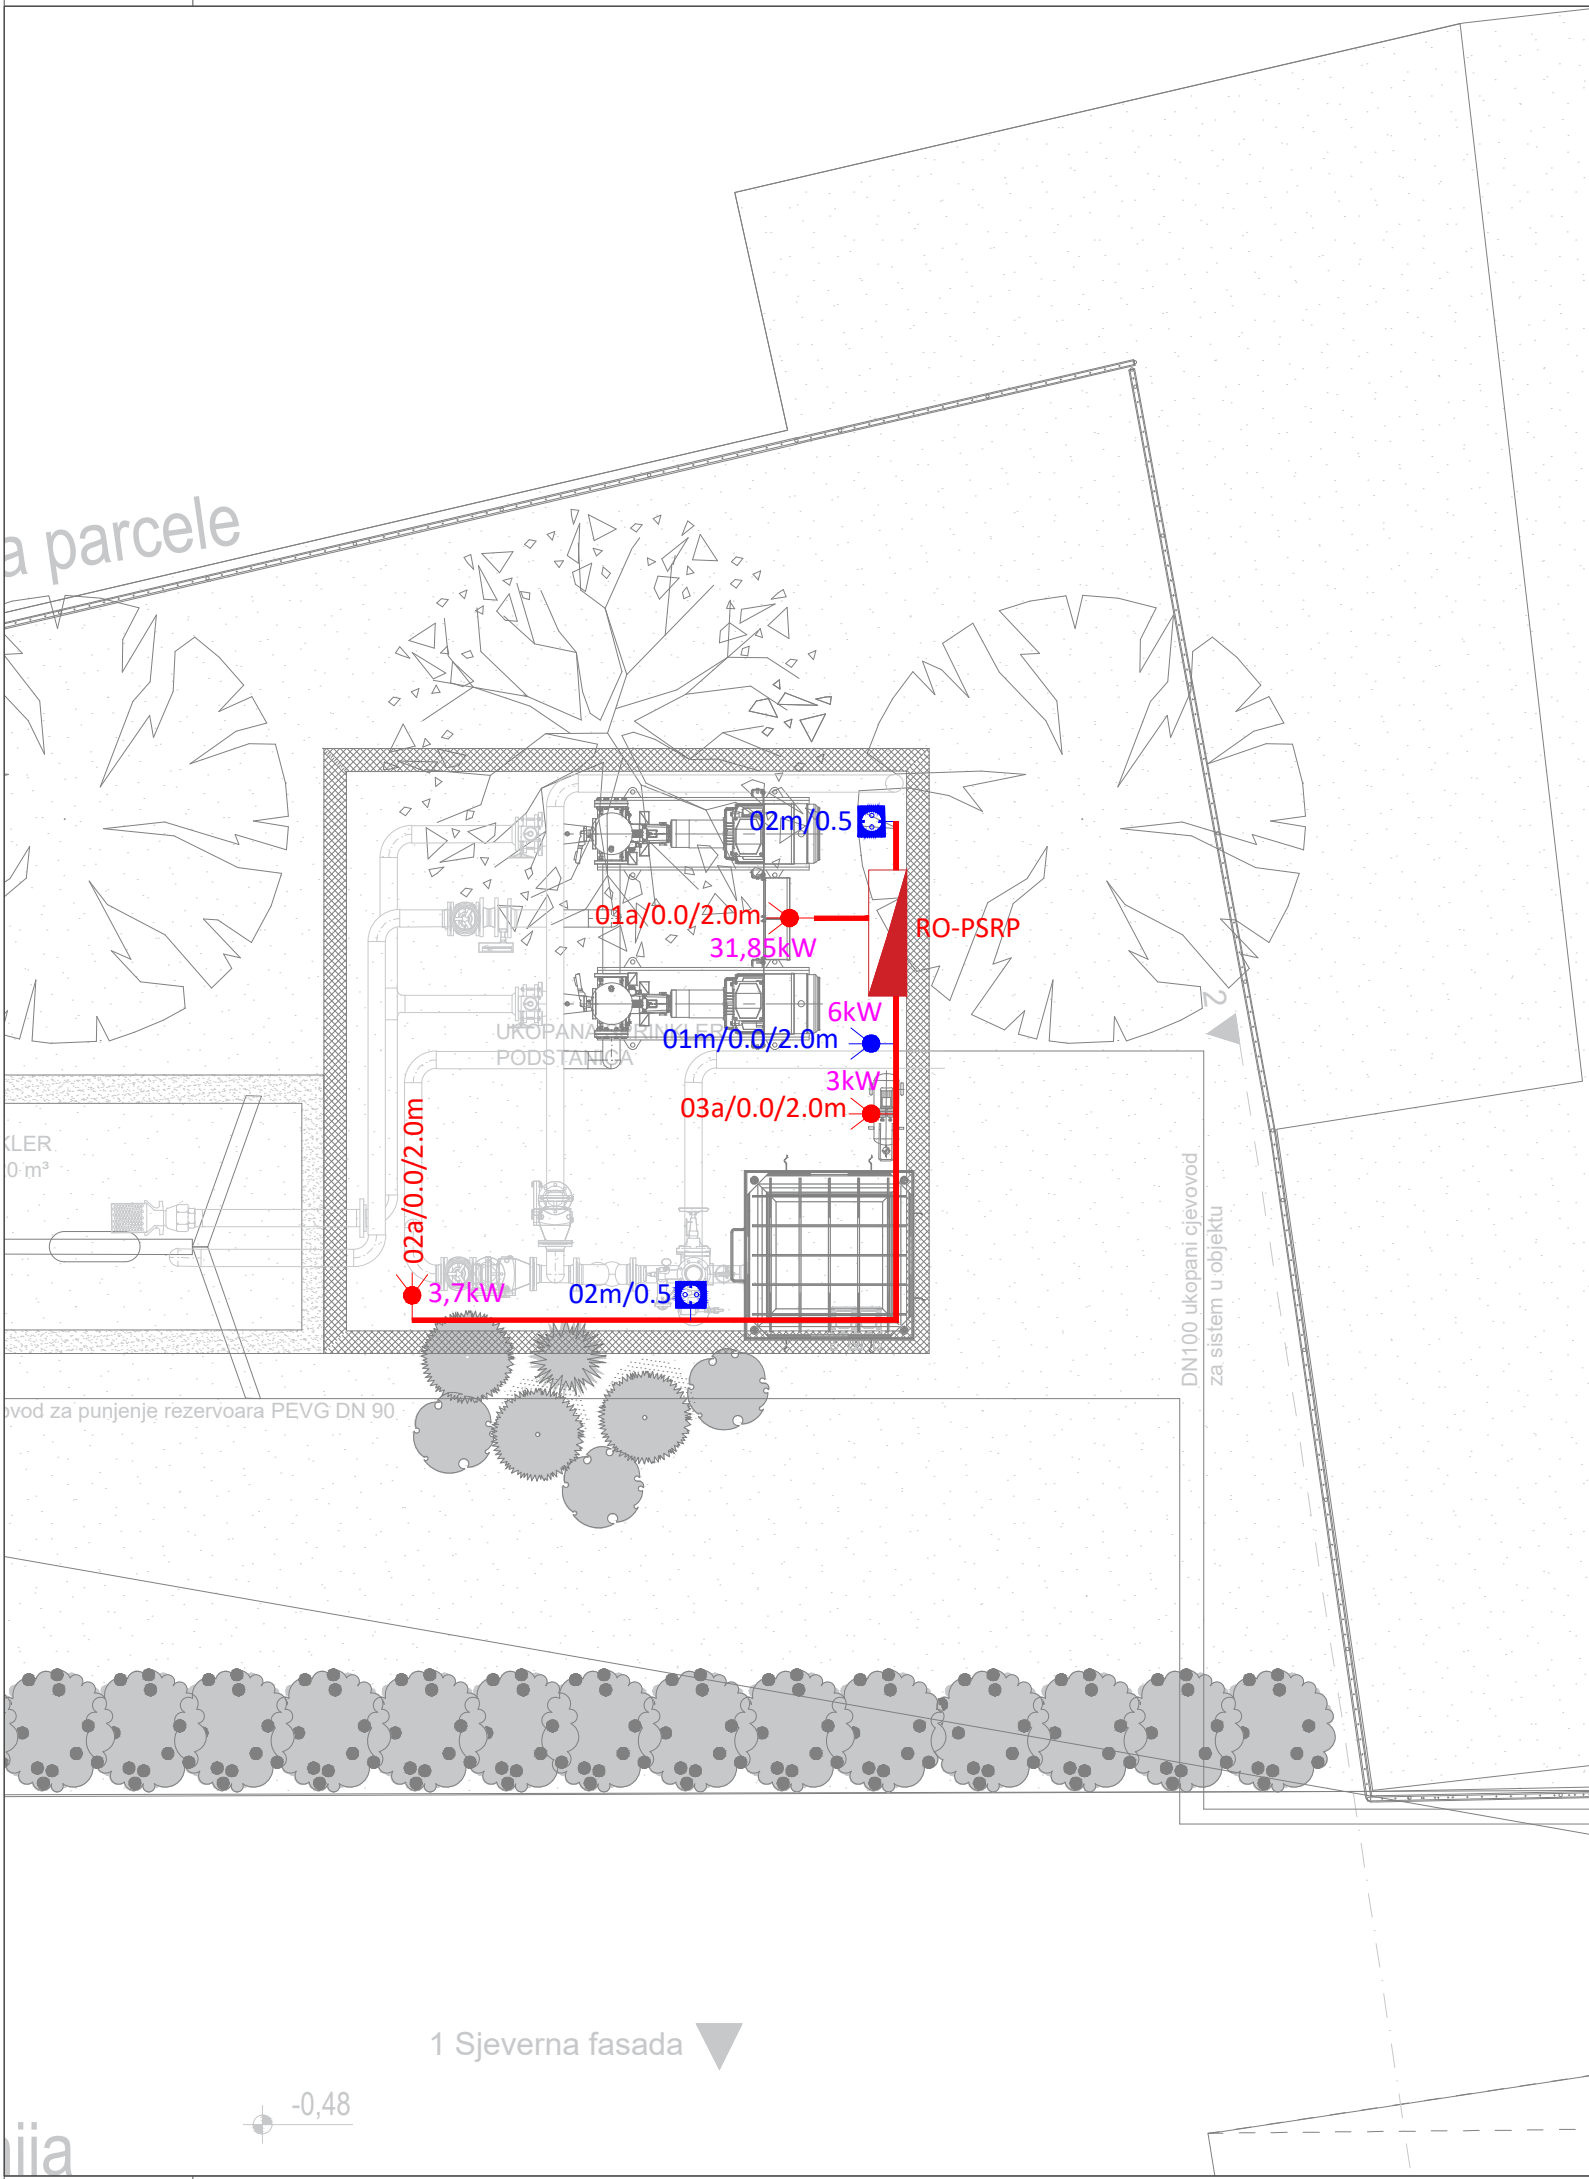 a parcele
02m/0.5
01a/0.0/2.0m
RO-PSRP
31,85kW
2
6kW
UKOPANA SPRINKLER
PODSTANICA
01m/0.0/2.0m
3kW
03a/0.0/2.0m
02a/0.0/2.0m
KLER
0 m³
DN100 ukopani cjevovod
za sistem u objektu
3,7kW
02m/0.5
ovod za punjenje rezervoara PEVG DN 90
1 Sjeverna fasada
-0,48